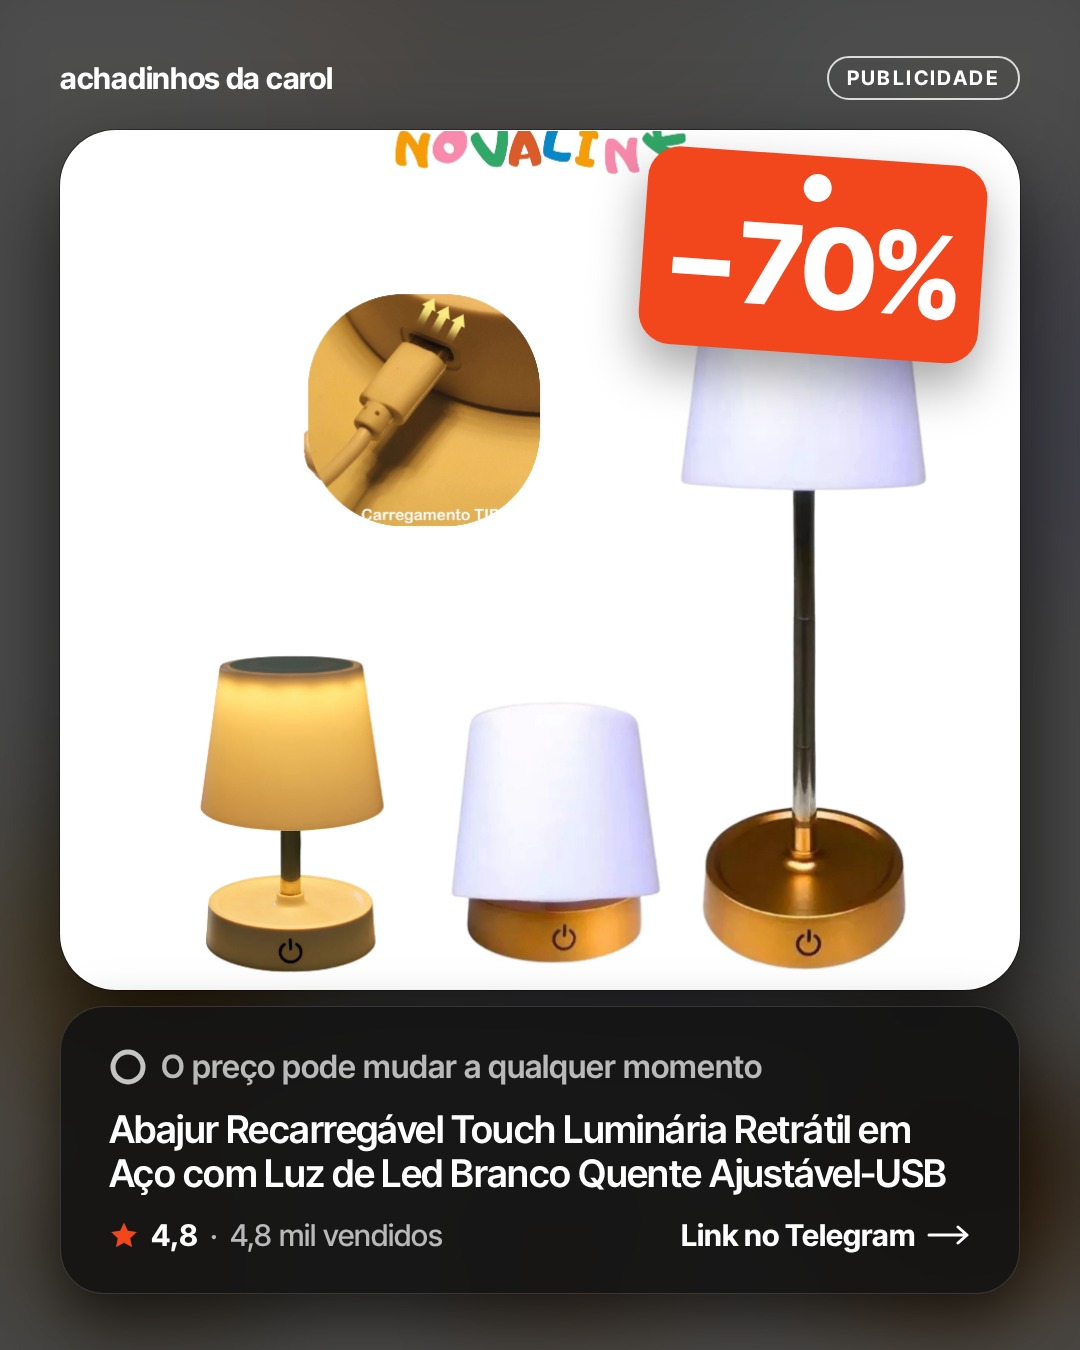 achadinhos da carol
PUBLICIDADE
NOVALINK
-70%
Carregamento
O preço pode mudar a qualquer momento
Abajur Recarregável Touch Luminária Retrátil em
Aço com Luz de Led Branco Quente Ajustável-USB
4,8 · 4,8 mil vendidos
Link no Telegram →